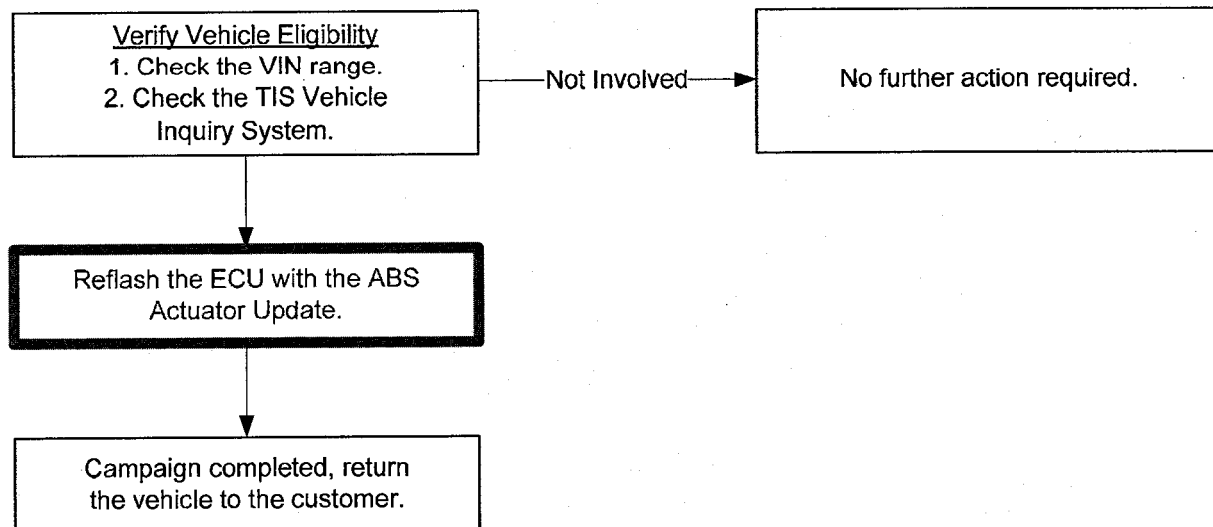 Verify Vehicle Eligibility
1. Check the VIN range.
2. Check the TIS Vehicle
Inquiry System.
Not Involved
No further action required.
Reflash the ECU with the ABS
Actuator Update.
Campaign completed, return
the vehicle to the customer.